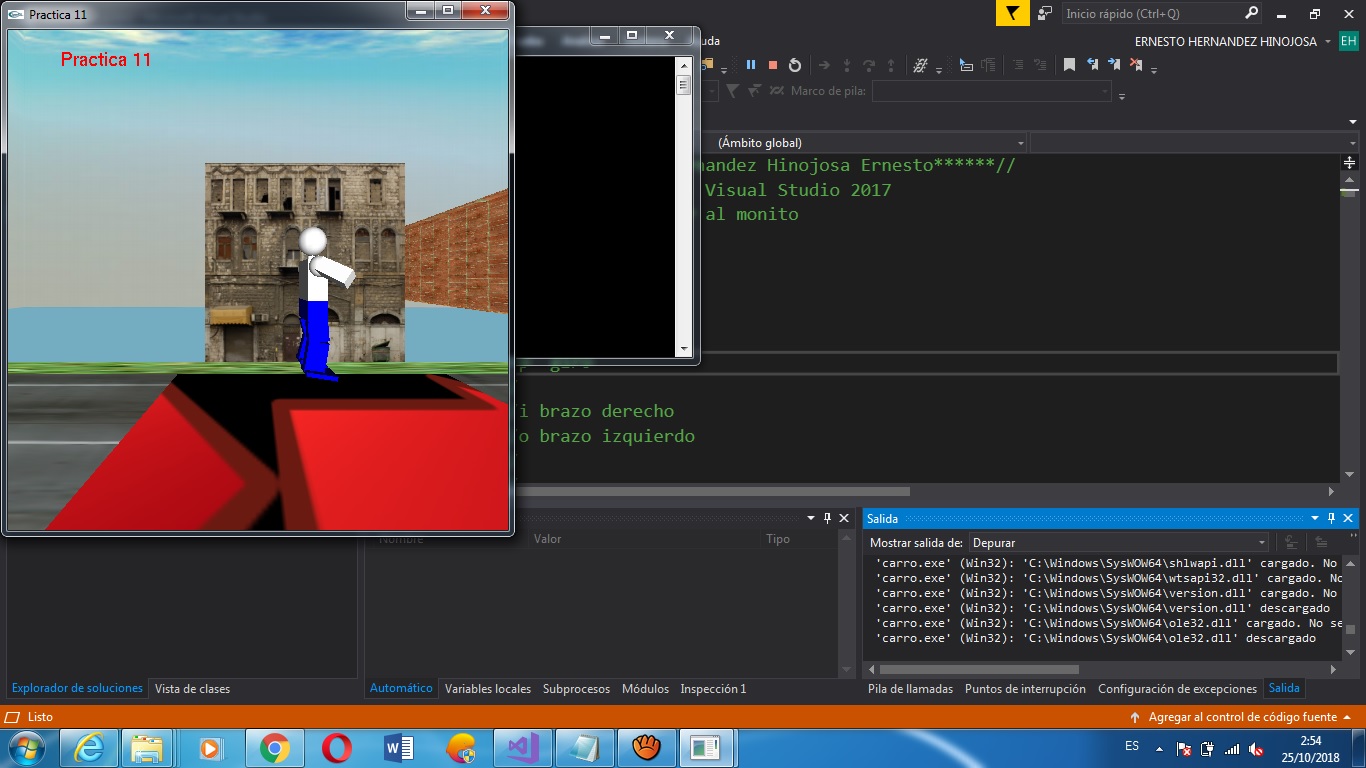 Practica 11
Practica 11
uda
Inicio rápido (Ctrl+Q)
ERNESTO HERNANDEZ HINOJOSA
EH
Marco de pila:
(Ámbito global)
nandez Hinojosa Ernesto******//
Visual Studio 2017
al monito
i brazo derecho
o brazo izquierdo
Nombre
Valor
Tipo
Salida
Mostrar salida de:
Depurar
'carro.exe' (Win32): 'C:\Windows\SysWOW64\shlwapi.dll' cargado. No
'carro.exe' (Win32): 'C:\Windows\SysWOW64\wtsapi32.dll' cargado. No
'carro.exe' (Win32): 'C:\Windows\SysWOW64\version.dll' cargado. No
'carro.exe' (Win32): 'C:\Windows\SysWOW64\version.dll' descargado
'carro.exe' (Win32): 'C:\Windows\SysWOW64\ole32.dll' cargado. No se
'carro.exe' (Win32): 'C:\Windows\SysWOW64\ole32.dll' descargado
Explorador de soluciones
Vista de clases
Automático
Variables locales
Subprocesos
Módulos
Inspección 1
Pila de llamadas
Puntos de interrupción
Configuración de excepciones
Salida
Listo
Agregar al control de código fuente
ES
2:54
25/10/2018